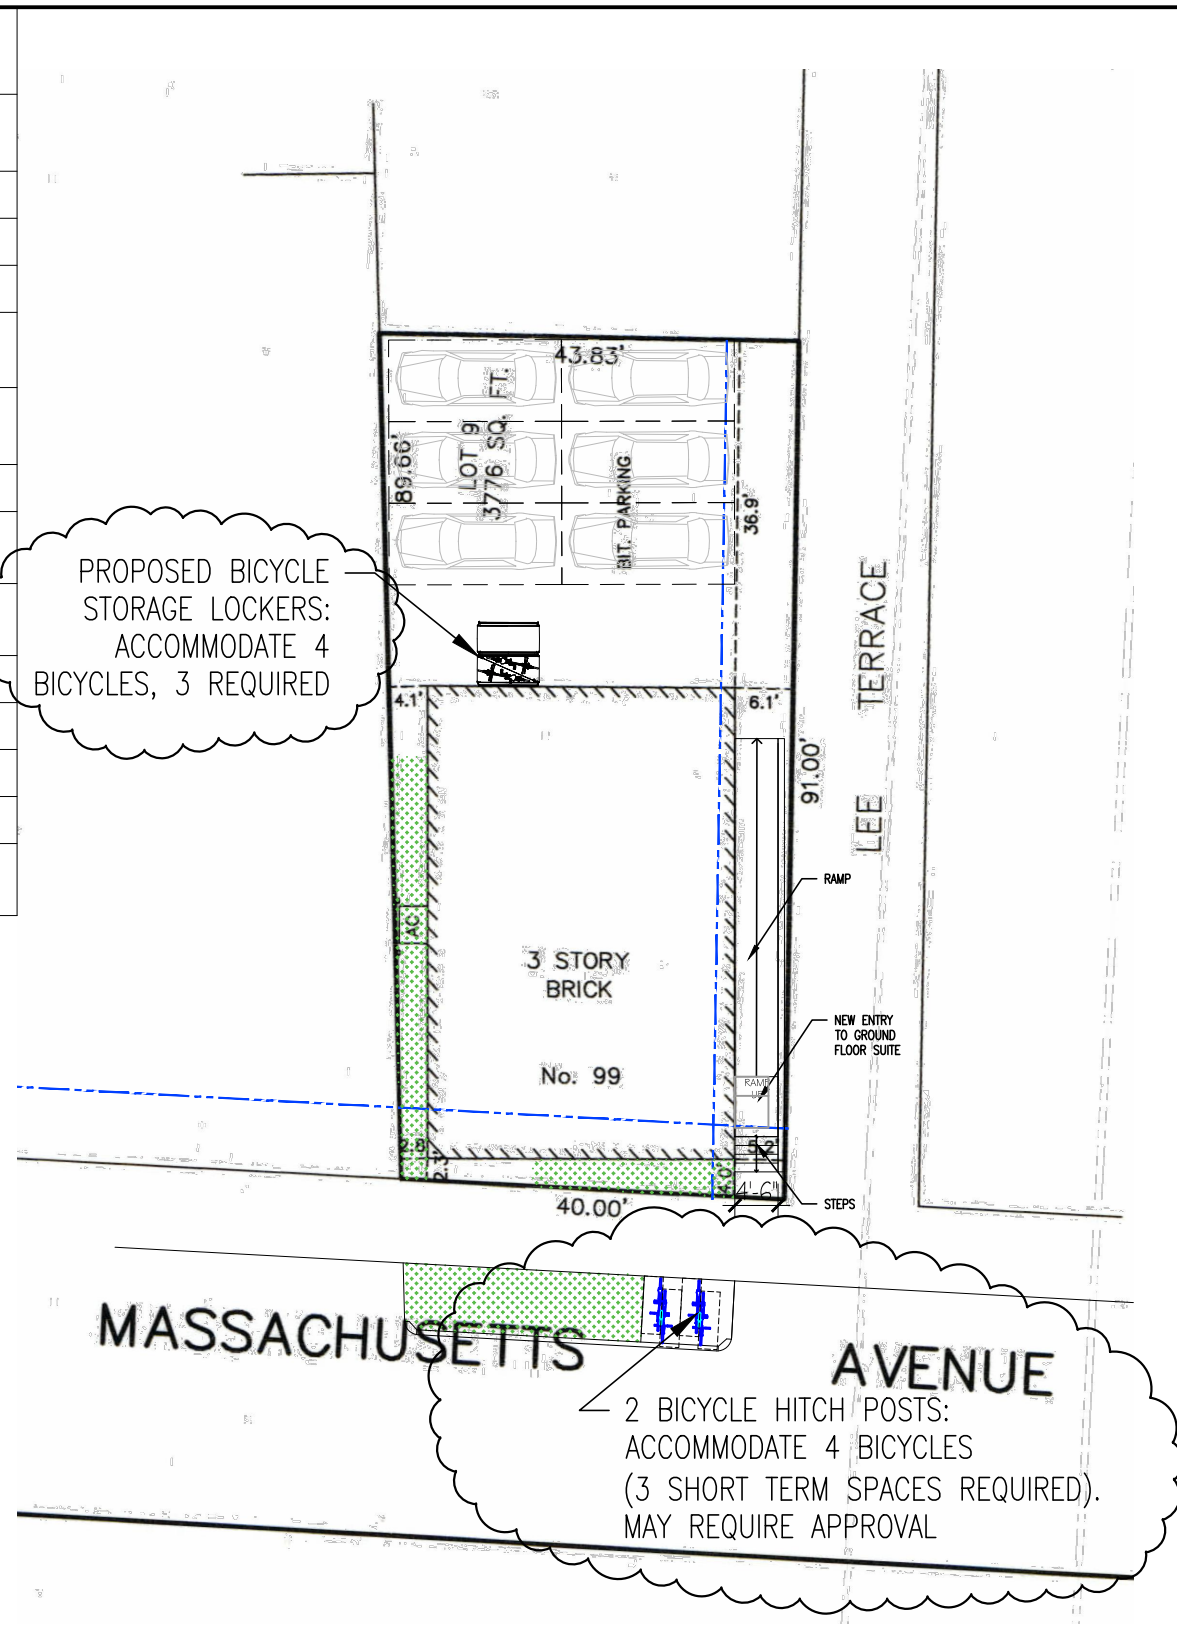 43.83'
LOT 9
3776 SQ. FT.
89.66'
BIT. PARKING
36.9'
PROPOSED BICYCLE
STORAGE LOCKERS:
ACCOMMODATE 4
BICYCLES, 3 REQUIRED
4.1'
6.1'
LEE TERRACE
91.00'
RAMP
AC
3 STORY
BRICK
NEW ENTRY
TO GROUND
FLOOR SUITE
No. 99
RAMP
UP
2.8'
2.3'
5.2'
4.0'
4'-6"
STEPS
40.00'
MASSACHUSETTS AVENUE
2 BICYCLE HITCH POSTS:
ACCOMMODATE 4 BICYCLES
(3 SHORT TERM SPACES REQUIRED).
MAY REQUIRE APPROVAL